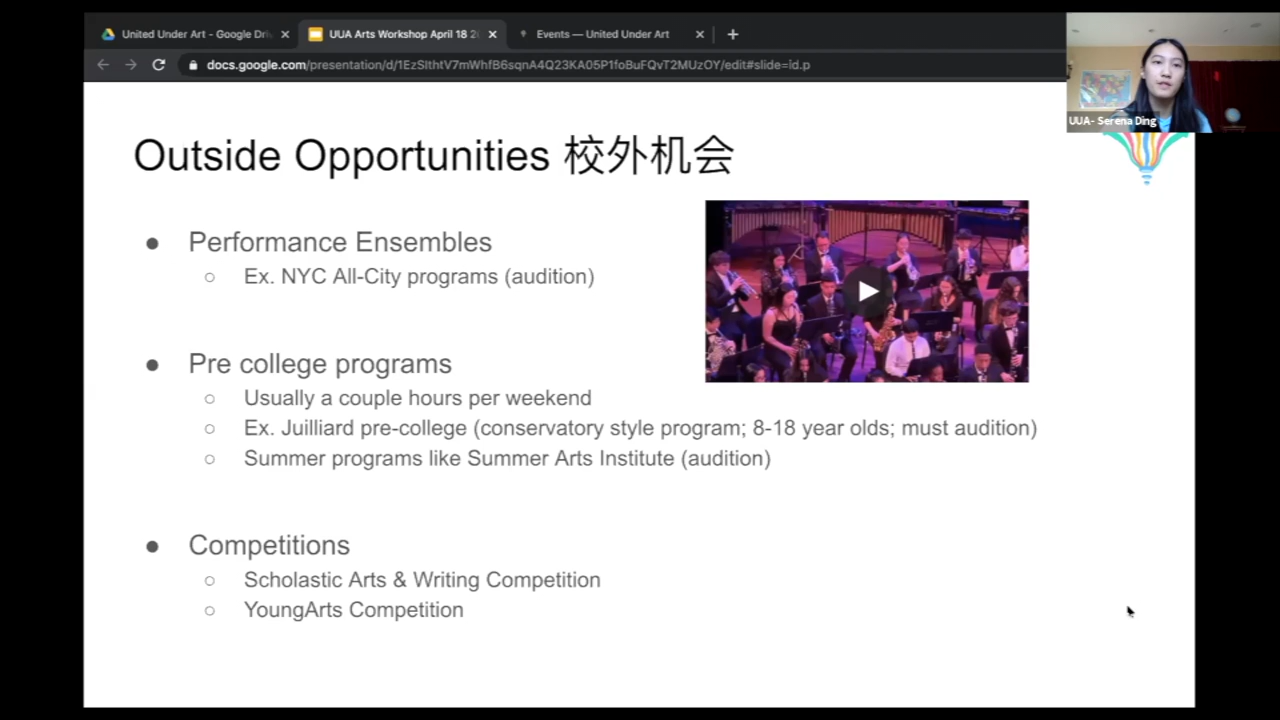 United Under Art - Google Dri
UUA Arts Workshop April 18 2
Events — United Under Art
docs.google.com/presentation/d/1EzSlthtV7mWhfB6sqnA4Q23KA05P1foBuFQvT2MUzOY/edit#slide=id.p
UUA- Serena Ding
Outside Opportunities 校外机会
● Performance Ensembles
○ Ex. NYC All-City programs (audition)
● Pre college programs
○ Usually a couple hours per weekend
○ Ex. Juilliard pre-college (conservatory style program; 8-18 year olds; must audition)
○ Summer programs like Summer Arts Institute (audition)
● Competitions
○ Scholastic Arts & Writing Competition
○ YoungArts Competition